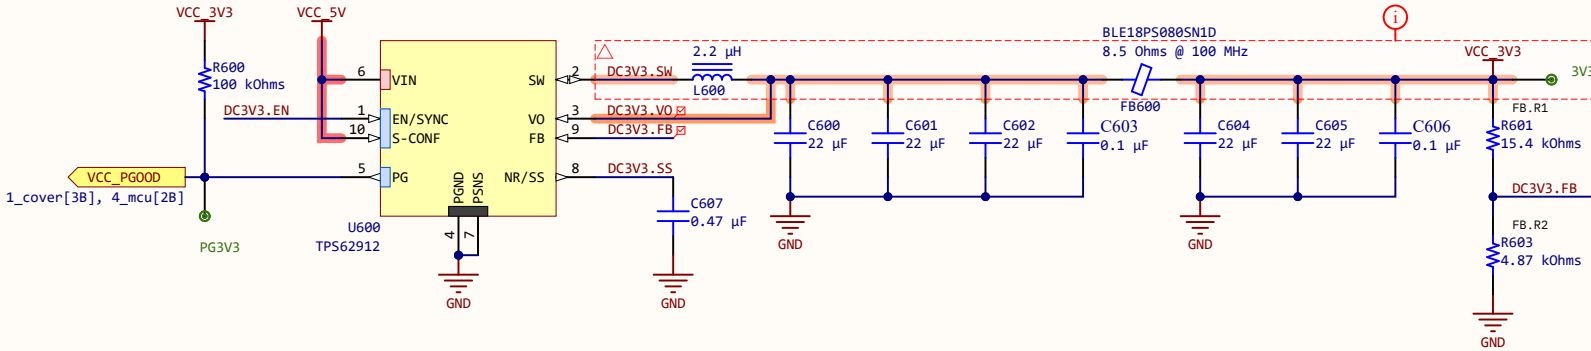 VCC_3V3
VCC_5V
R600
100 kOhms
DC3V3.EN
VCC_PGOOD
1_cover[3B], 4_mcu[2B]
PG3V3
6
1
10
5
VIN
EN/SYNC
S-CONF
PG
SW
VO
FB
NR/SS
PGND
PSNS
4
7
U600
TPS62912
GND
2
3
9
8
DC3V3.SW
DC3V3.VO
DC3V3.FB
DC3V3.SS
2.2 µH
L600
C607
0.47 µF
GND
C600
22 µF
C601
22 µF
C602
22 µF
C603
0.1 µF
GND
BLE18PS080SN1D
8.5 Ohms @ 100 MHz
FB600
C604
22 µF
C605
22 µF
C606
0.1 µF
GND
i
VCC_3V3
3V3
FB.R1
R601
15.4 kOhms
DC3V3.FB
FB.R2
R603
4.87 kOhms
GND